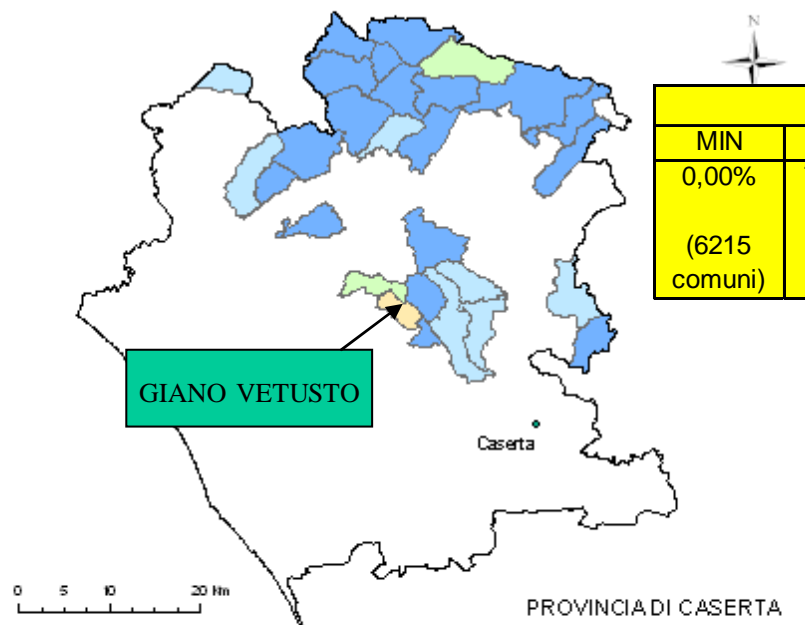 N
MIN
0,00%
(6215
comuni)
GIANO VETUSTO
Caserta
0 5 10 20 Km
PROVINCIA DI CASERTA